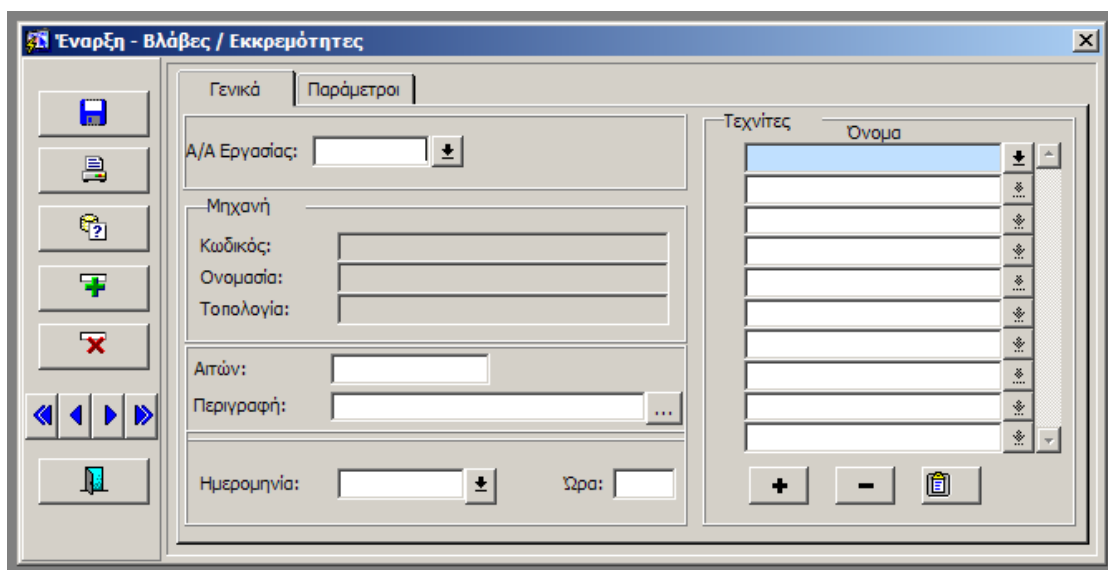 Έναρξη - Βλάβες / Εκκρεμότητες
Γενικά
Παράμετροι
Α/Α Εργασίας:
Μηχανή
Κωδικός:
Ονομασία:
Τοπολογία:
Αιτών:
Περιγραφή:
...
Ημερομηνία:
Ώρα:
Τεχνίτες
Όνομα